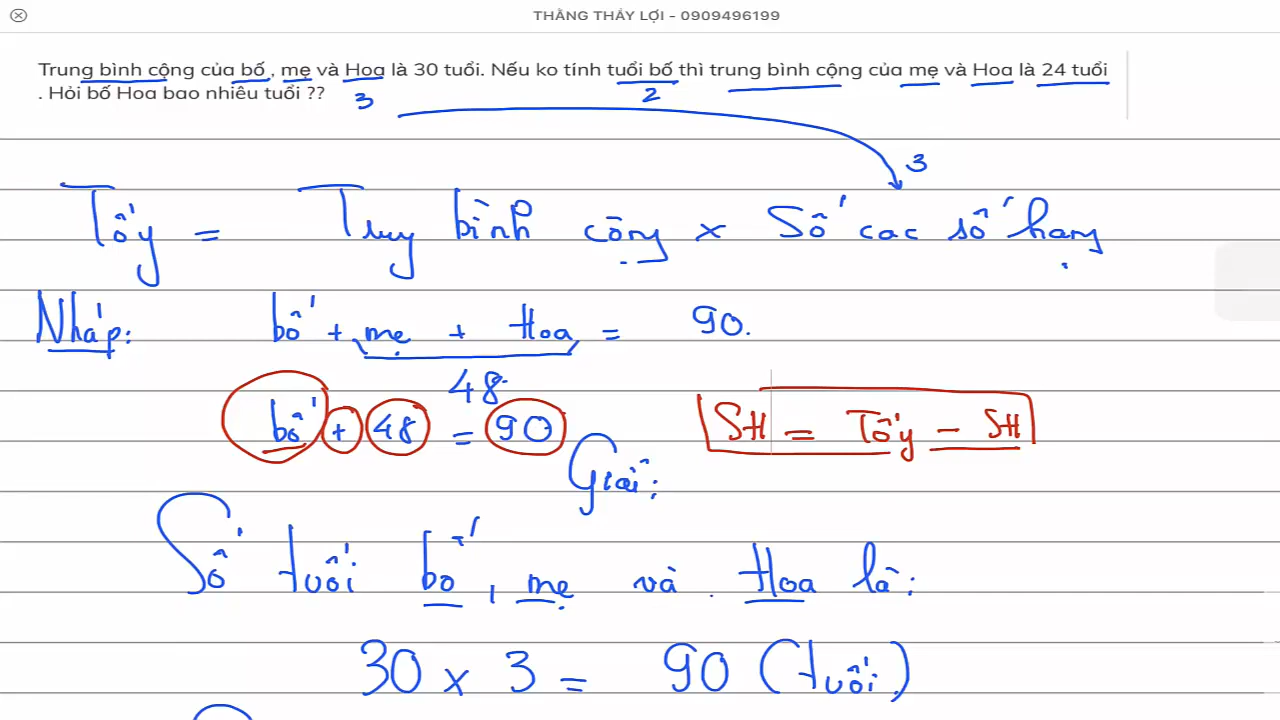 THẦNG THẦY LỢI - 0909496199
Trung bình cộng của bố , mẹ và Hoa là 30 tuổi. Nếu ko tính tuổi bố thì trung bình cộng của mẹ và Hoa là 24 tuổi
. Hỏi bố Hoa bao nhiêu tuổi ??
3 2
3
Tổng = Trung bình cộng x Số các số hạng
Nháp: bố + mẹ + Hoa = 90.
48
bố + 48 = 90 SH = Tổng - SH
Giải:
Số tuổi bố, mẹ và Hoa là:
30 x 3 = 90 (tuổi)